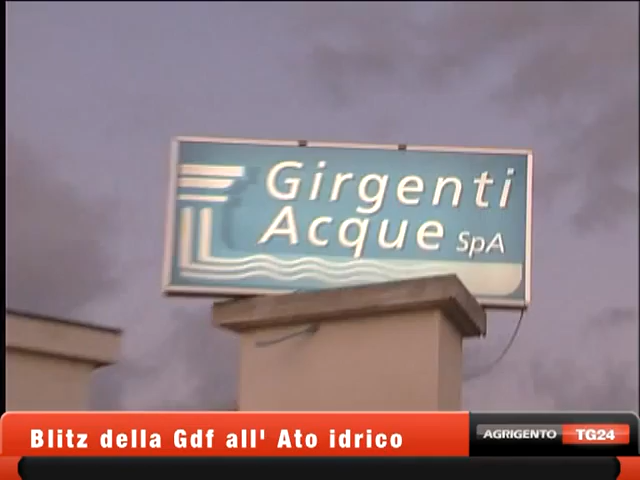 Girgenti
Acque SpA
Blitz della Gdf all' Ato idrico
AGRIGENTO TG24